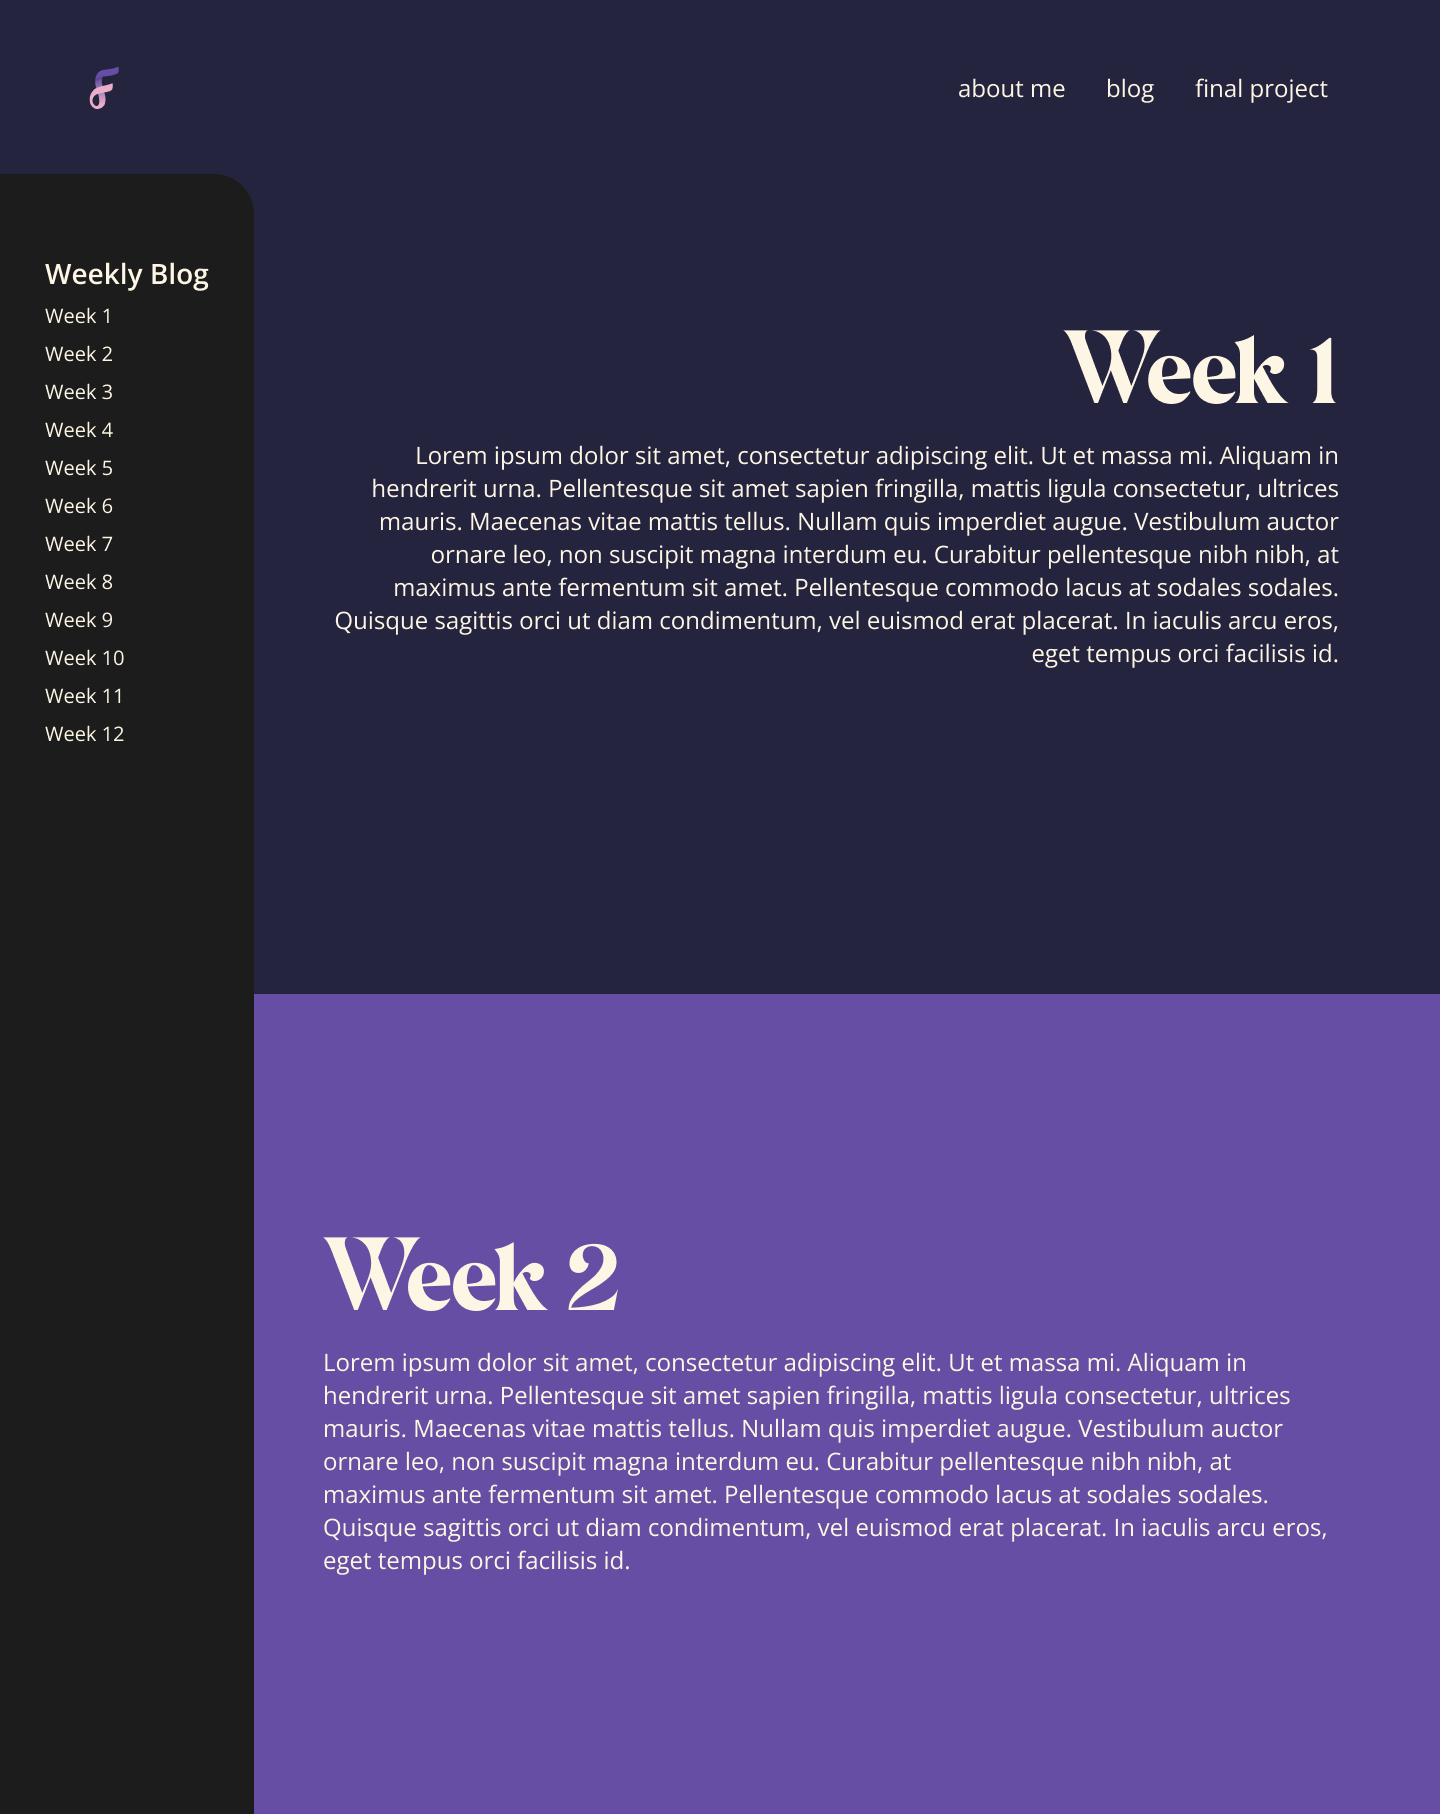 F
about me
blog
final project
Weekly Blog
Week 1
Week 2
Week 3
Week 4
Week 5
Week 6
Week 7
Week 8
Week 9
Week 10
Week 11
Week 12
Week 1
Lorem ipsum dolor sit amet, consectetur adipiscing elit. Ut et massa mi. Aliquam in
hendrerit urna. Pellentesque sit amet sapien fringilla, mattis ligula consectetur, ultrices
mauris. Maecenas vitae mattis tellus. Nullam quis imperdiet augue. Vestibulum auctor
ornare leo, non suscipit magna interdum eu. Curabitur pellentesque nibh nibh, at
maximus ante fermentum sit amet. Pellentesque commodo lacus at sodales sodales.
Quisque sagittis orci ut diam condimentum, vel euismod erat placerat. In iaculis arcu eros,
eget tempus orci facilisis id.
Week 2
Lorem ipsum dolor sit amet, consectetur adipiscing elit. Ut et massa mi. Aliquam in
hendrerit urna. Pellentesque sit amet sapien fringilla, mattis ligula consectetur, ultrices
mauris. Maecenas vitae mattis tellus. Nullam quis imperdiet augue. Vestibulum auctor
ornare leo, non suscipit magna interdum eu. Curabitur pellentesque nibh nibh, at
maximus ante fermentum sit amet. Pellentesque commodo lacus at sodales sodales.
Quisque sagittis orci ut diam condimentum, vel euismod erat placerat. In iaculis arcu eros,
eget tempus orci facilisis id.